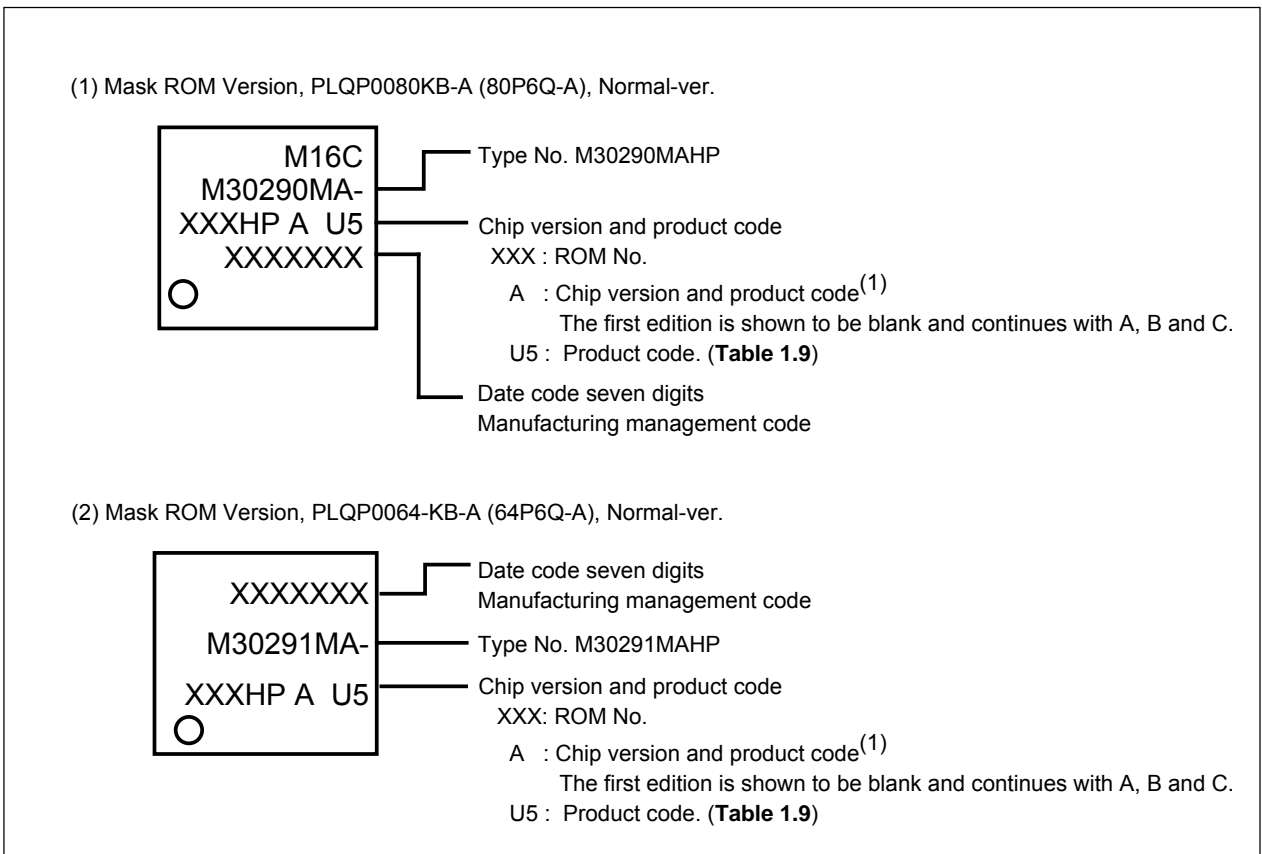 (1) Mask ROM Version, PLQP0080KB-A (80P6Q-A), Normal-ver.
M16C
M30290MA-
XXXHP A U5
XXXXXXX
Type No. M30290MAHP
Chip version and product code
XXX : ROM No.
A : Chip version and product code(1)
The first edition is shown to be blank and continues with A, B and C.
U5 : Product code. (Table 1.9)
Date code seven digits
Manufacturing management code
(2) Mask ROM Version, PLQP0064-KB-A (64P6Q-A), Normal-ver.
XXXXXXX
M30291MA-
XXXHP A U5
Date code seven digits
Manufacturing management code
Type No. M30291MAHP
Chip version and product code
XXX: ROM No.
A : Chip version and product code(1)
The first edition is shown to be blank and continues with A, B and C.
U5 : Product code. (Table 1.9)